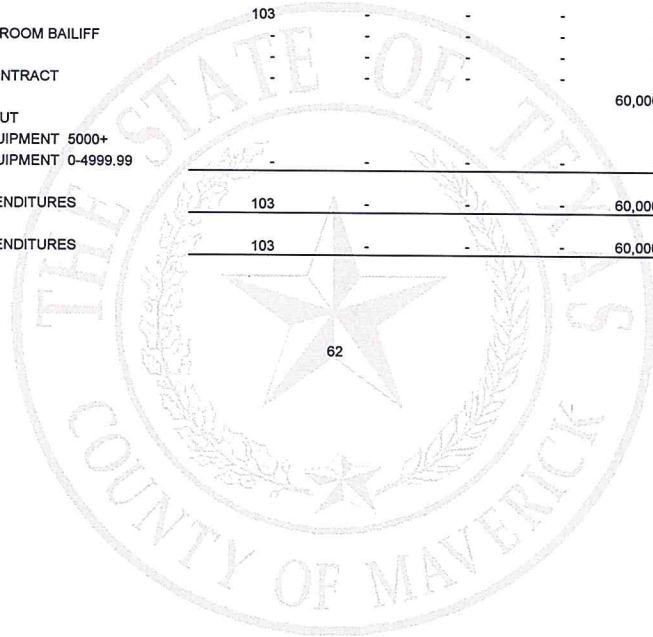 103 - - -
ROOM BAILIFF - - - -
- - - -
NTRACT - - - -
60,000
UT
UIPMENT 5000+
UIPMENT 0-4999.99 - - - -
ENDITURES 103 - - - 60,000
ENDITURES 103 - - - 60,000
62
THE STATE OF TEXAS
COUNTY OF MAVERICK